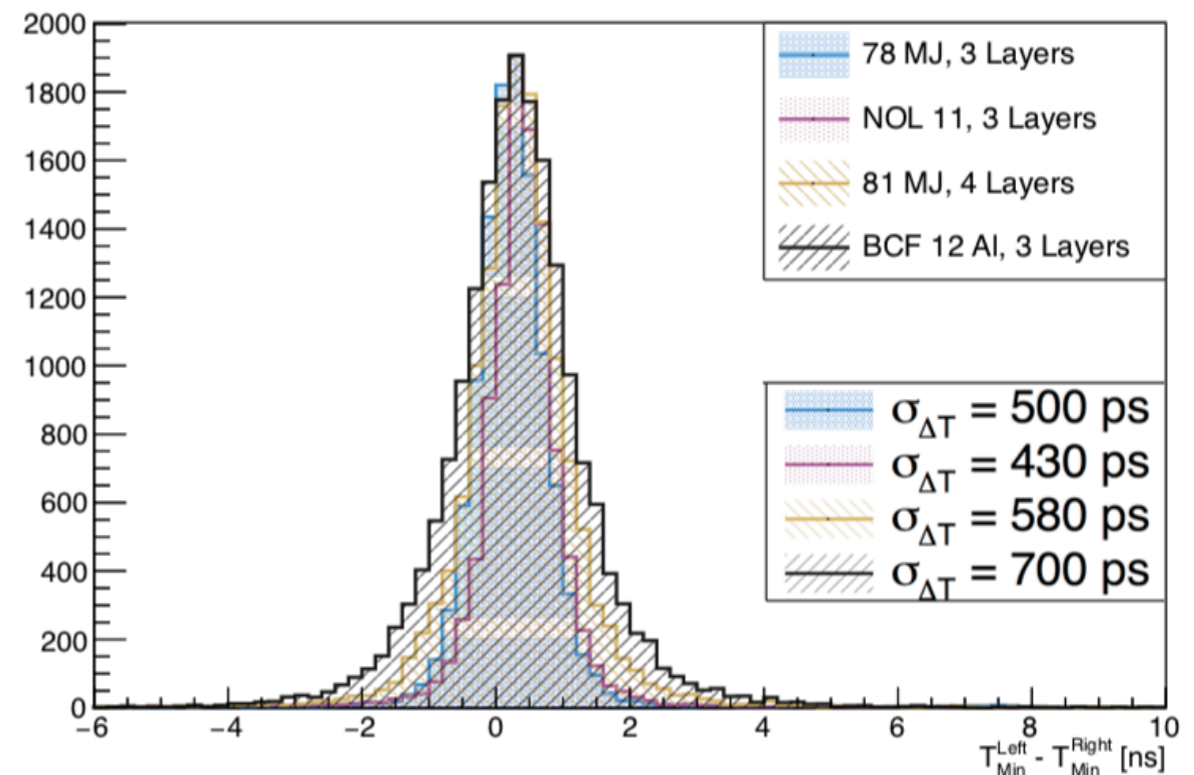 2000
1800
1600
1400
1200
1000
800
600
400
200
0
78 MJ, 3 Layers
NOL 11, 3 Layers
81 MJ, 4 Layers
BCF 12 Al, 3 Layers
σΔT = 500 ps
σΔT = 430 ps
σΔT = 580 ps
σΔT = 700 ps
−6 −4 −2 0 2 4 6 8 10
T^Left_Min - T^Right_Min [ns]